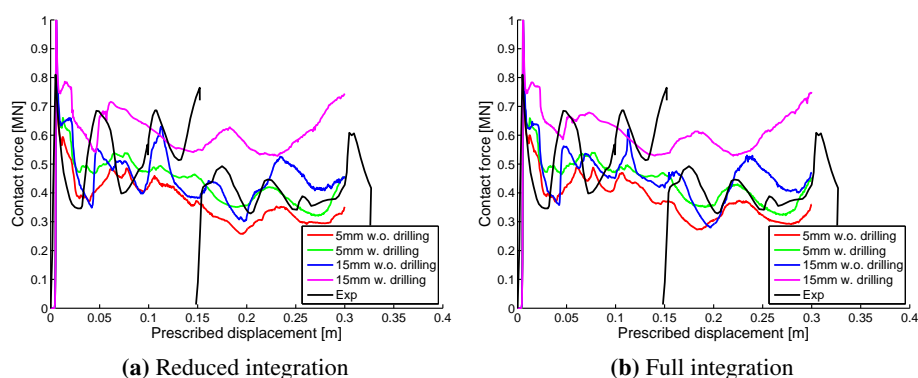 1
0.9
0.8
0.7
0.6
0.5
0.4
0.3
0.2
0.1
0
Contact force [MN]
5mm w.o. drilling
5mm w. drilling
15mm w.o. drilling
15mm w. drilling
Exp
0 0.05 0.1 0.15 0.2 0.25 0.3 0.35 0.4
Prescribed displacement [m]
(a) Reduced integration
1
0.9
0.8
0.7
0.6
0.5
0.4
0.3
0.2
0.1
0
Contact force [MN]
5mm w.o. drilling
5mm w. drilling
15mm w.o. drilling
15mm w. drilling
Exp
0 0.05 0.1 0.15 0.2 0.25 0.3 0.35 0.4
Prescribed displacement [m]
(b) Full integration